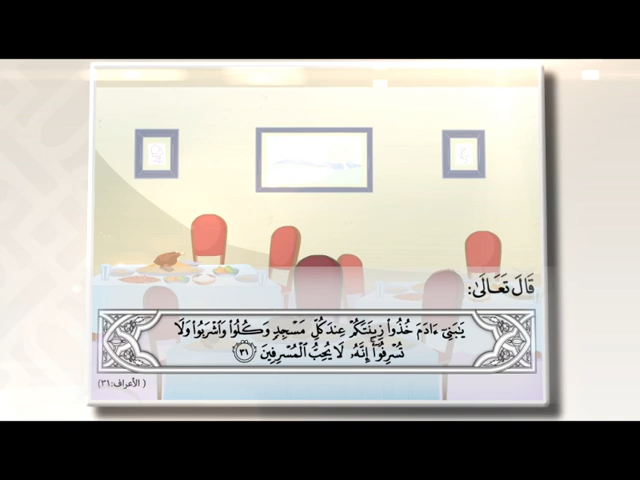 قَالَ تَعَالَىٰ:
يَٰبَنِيٓ ءَادَمَ خُذُوا۟ زِينَتَكُمْ عِندَ كُلِّ مَسْجِدٍ وَكُلُوا۟ وَٱشْرَبُوا۟ وَلَا
تُسْرِفُوٓا۟ إِنَّهُۥ لَا يُحِبُّ ٱلْمُسْرِفِينَ ٣١
( الأعراف:٣١)